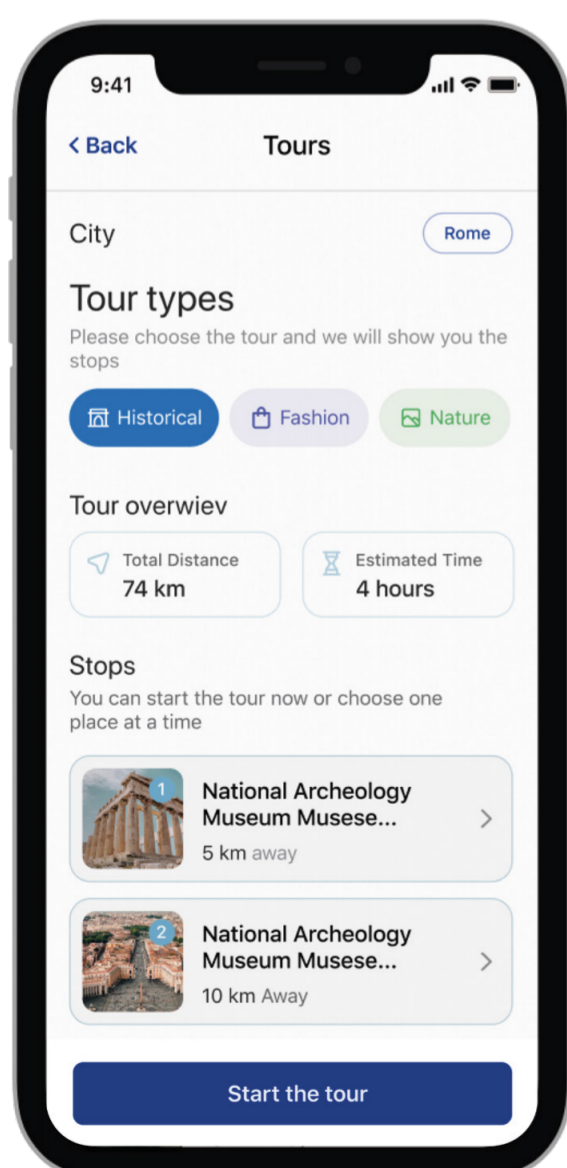 9:41
Back
Tours
City
Rome
Tour types
Please choose the tour and we will show you the
stops
Historical
Fashion
Nature
Tour overwiev
Total Distance
74 km
Estimated Time
4 hours
Stops
You can start the tour now or choose one
place at a time
1
National Archeology
Museum Musese...
5 km away
2
National Archeology
Museum Musese...
10 km Away
Start the tour